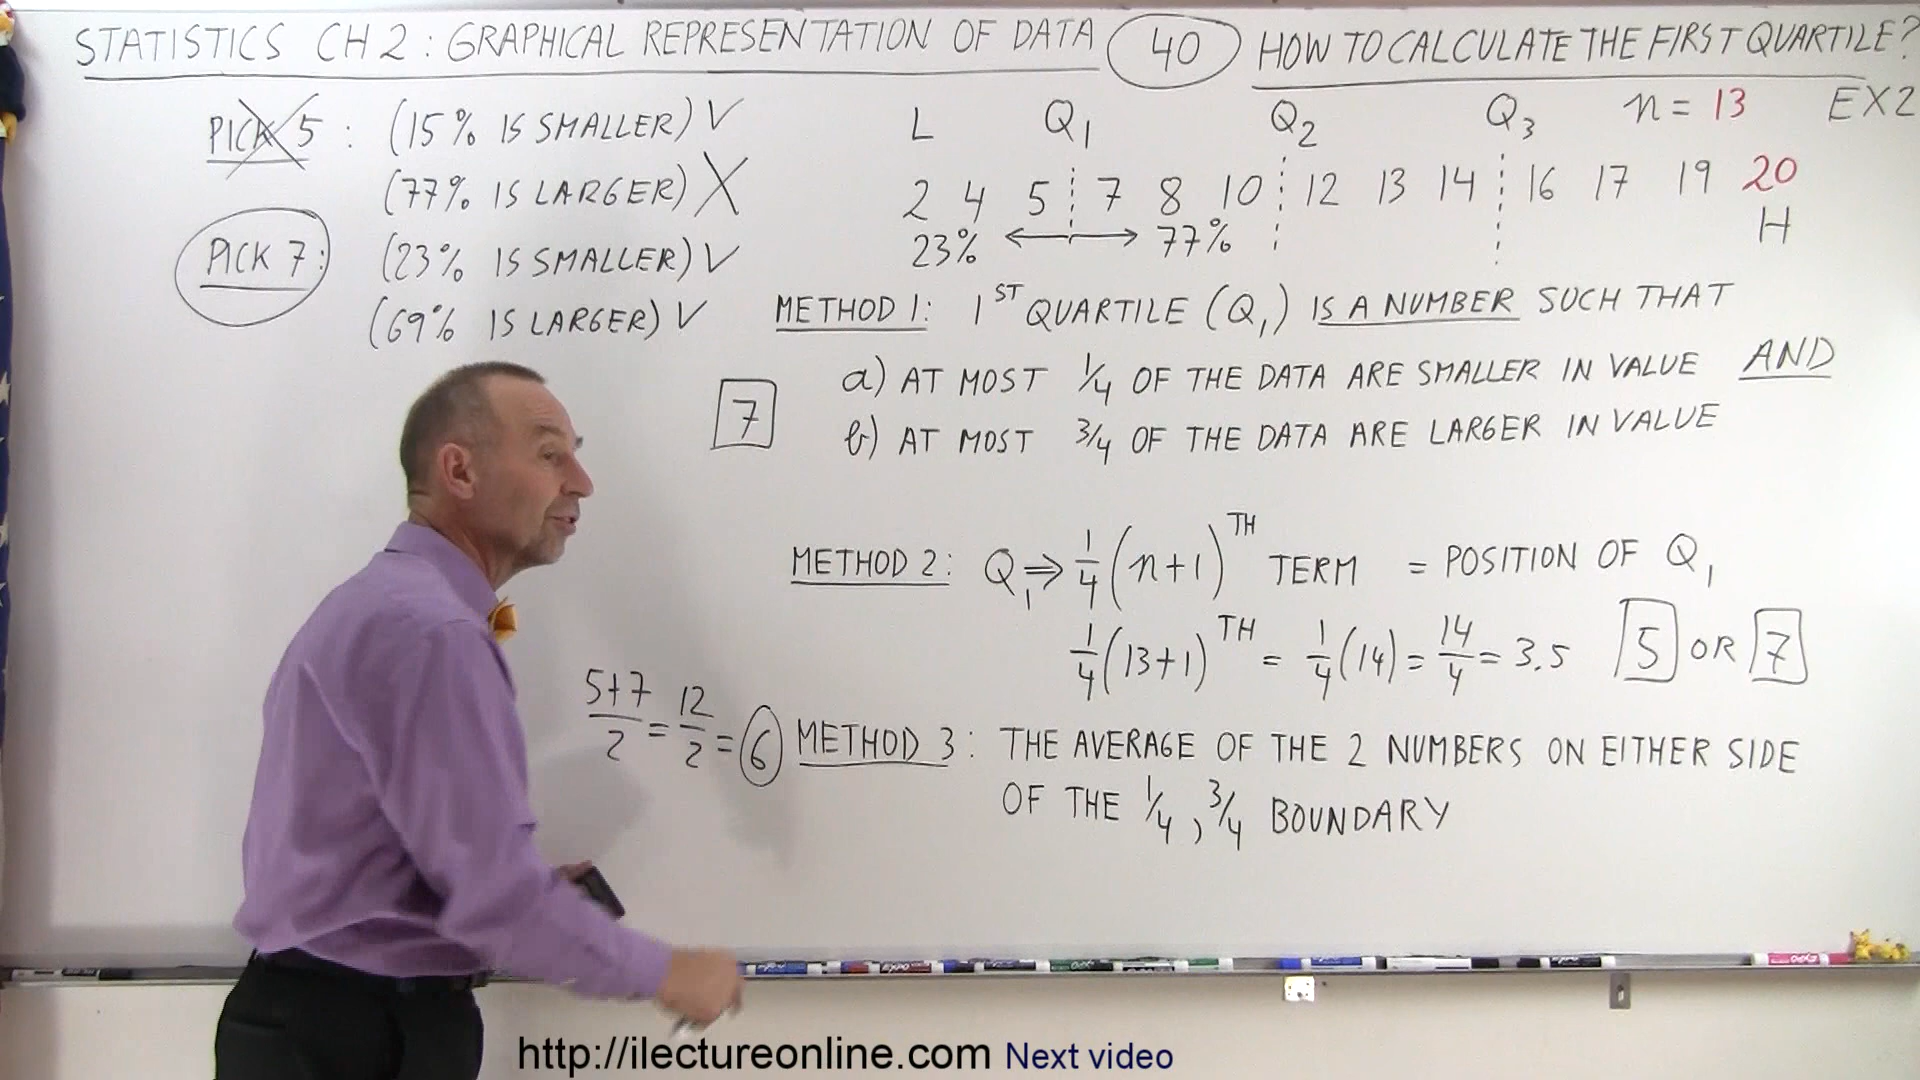 STATISTICS CH 2 : GRAPHICAL REPRESENTATION OF DATA 40 HOW TO CALCULATE THE FIRST QUARTILE?
PICK 5 : (15% IS SMALLER) V
(77% IS LARGER) X
PICK 7: (23% IS SMALLER) V
(69% IS LARGER) V
L Q1 Q2 Q3 n = 13 EX2
2 4 5 7 8 10 12 13 14 16 17 19 20
23% ←→ 77% H
METHOD 1: 1ST QUARTILE (Q1) IS A NUMBER SUCH THAT
a) AT MOST 1/4 OF THE DATA ARE SMALLER IN VALUE AND
7
b) AT MOST 3/4 OF THE DATA ARE LARGER IN VALUE
METHOD 2: Q1 ⇒ 1/4 (n+1)TH TERM = POSITION OF Q1
1/4 (13+1)TH = 1/4 (14) = 14/4 = 3.5 5 OR 7
5+7/2 = 12/2 = 6
METHOD 3: THE AVERAGE OF THE 2 NUMBERS ON EITHER SIDE
OF THE 1/4, 3/4 BOUNDARY
http://ilectureonline.com Next video